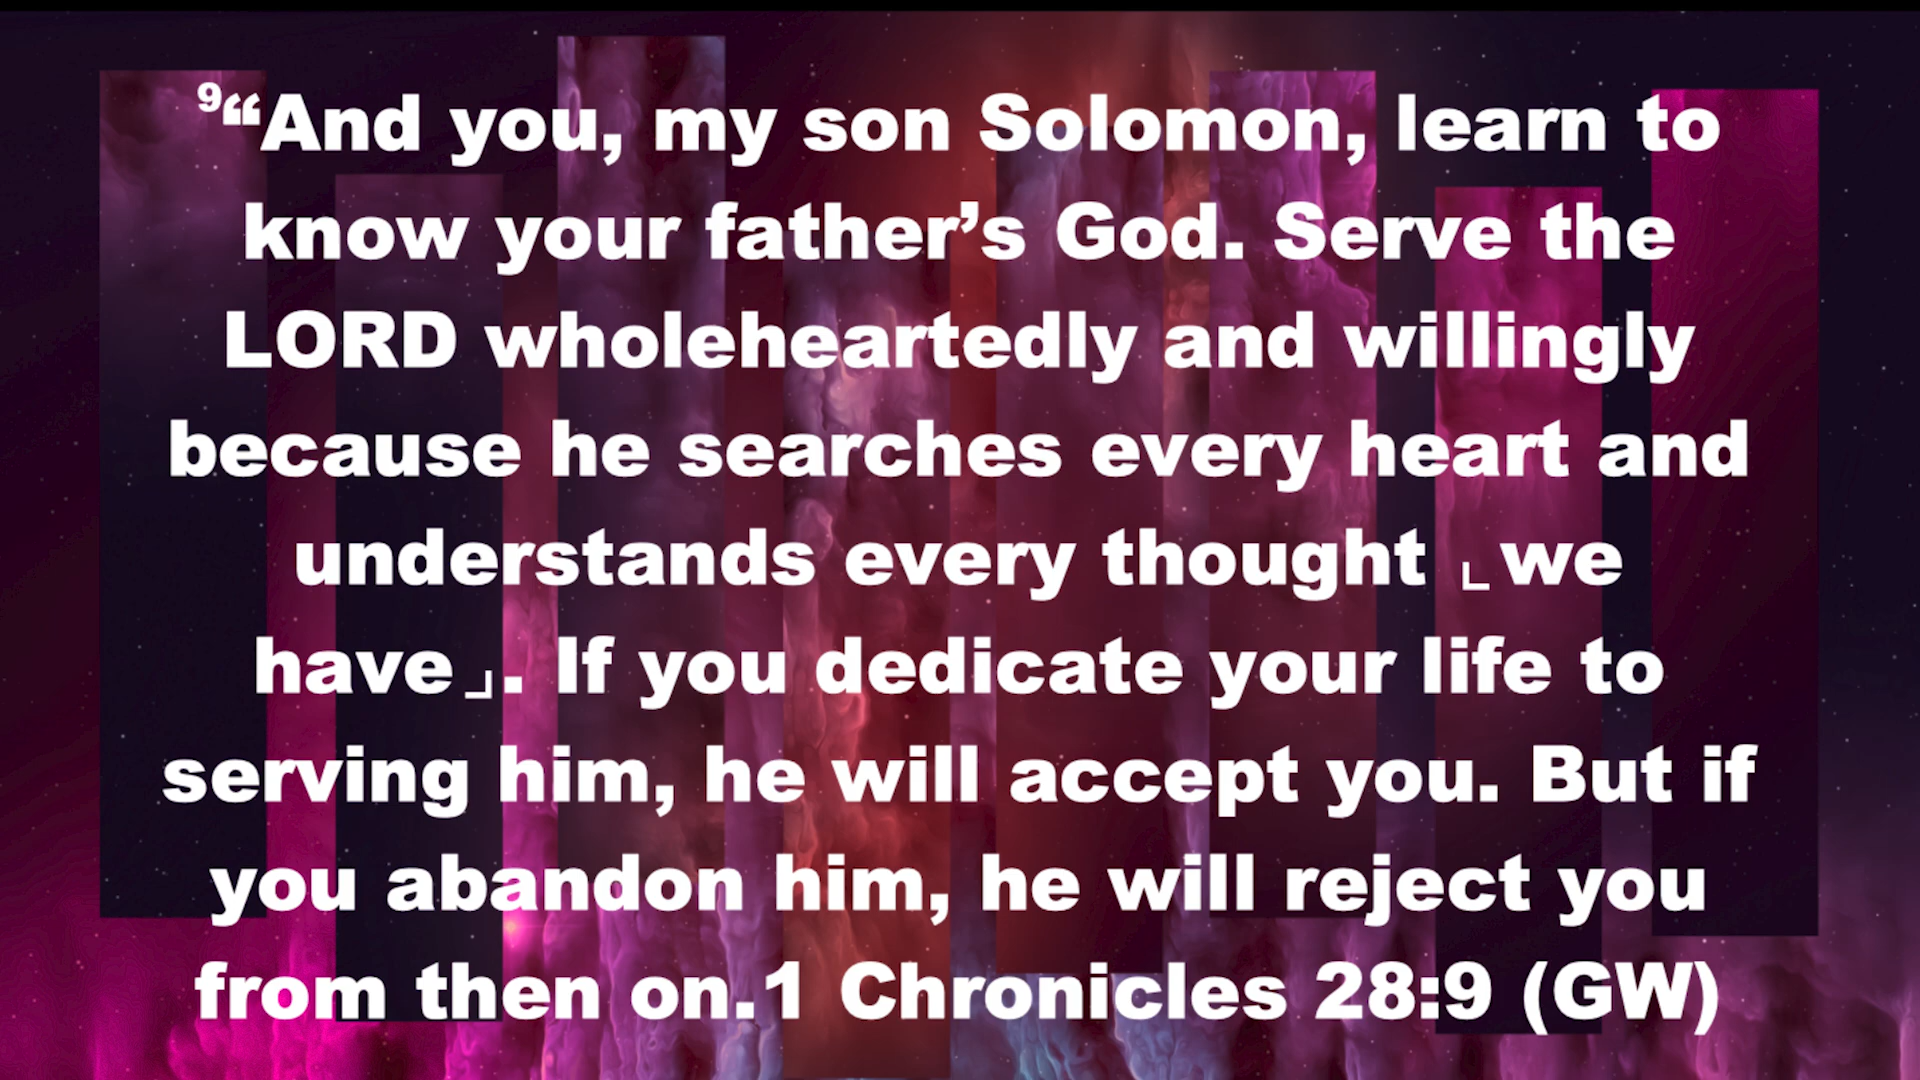 ⁹“And you, my son Solomon, learn to
know your father’s God. Serve the
LORD wholeheartedly and willingly
because he searches every heart and
understands every thought ⌞we
have⌟. If you dedicate your life to
serving him, he will accept you. But if
you abandon him, he will reject you
from then on.1 Chronicles 28:9 (GW)